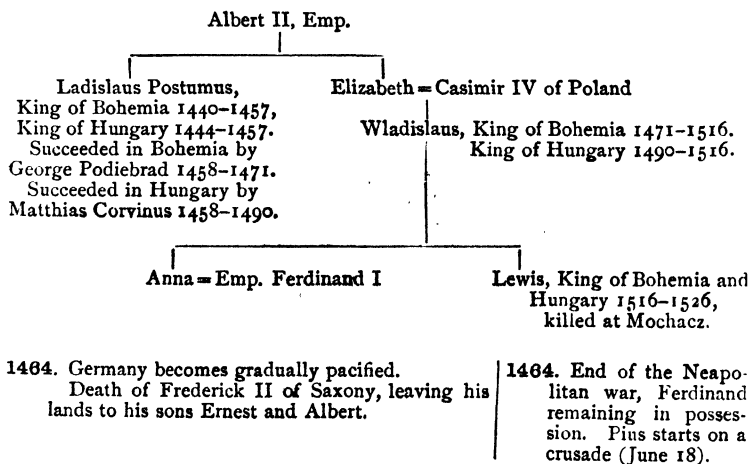 Albert II, Emp.
Ladislaus Postumus,
King of Bohemia 1440–1457,
King of Hungary 1444–1457.
Succeeded in Bohemia by
George Podiebrad 1458–1471.
Succeeded in Hungary by
Matthias Corvinus 1458–1490.
Elizabeth = Casimir IV of Poland
Wladislaus, King of Bohemia 1471–1516.
King of Hungary 1490–1516.
Anna = Emp. Ferdinand I
Lewis, King of Bohemia and
Hungary 1516–1526,
killed at Mochacz.
1464. Germany becomes gradually pacified.
Death of Frederick II of Saxony, leaving his
lands to his sons Ernest and Albert.
1464. End of the Neapo-
litan war, Ferdinand
remaining in posses-
sion. Pius starts on a
crusade (June 18).